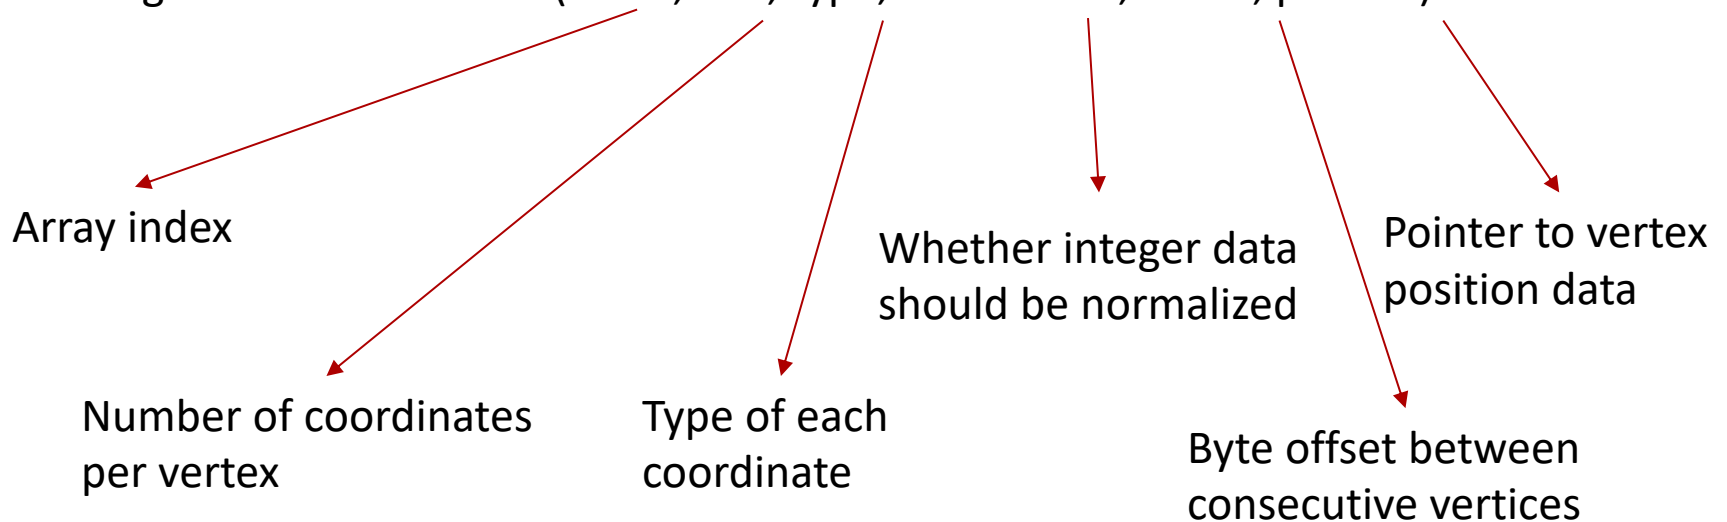 Array index
Whether integer data
should be normalized
Pointer to vertex
position data
Number of coordinates
per vertex
Type of each
coordinate
Byte offset between
consecutive vertices